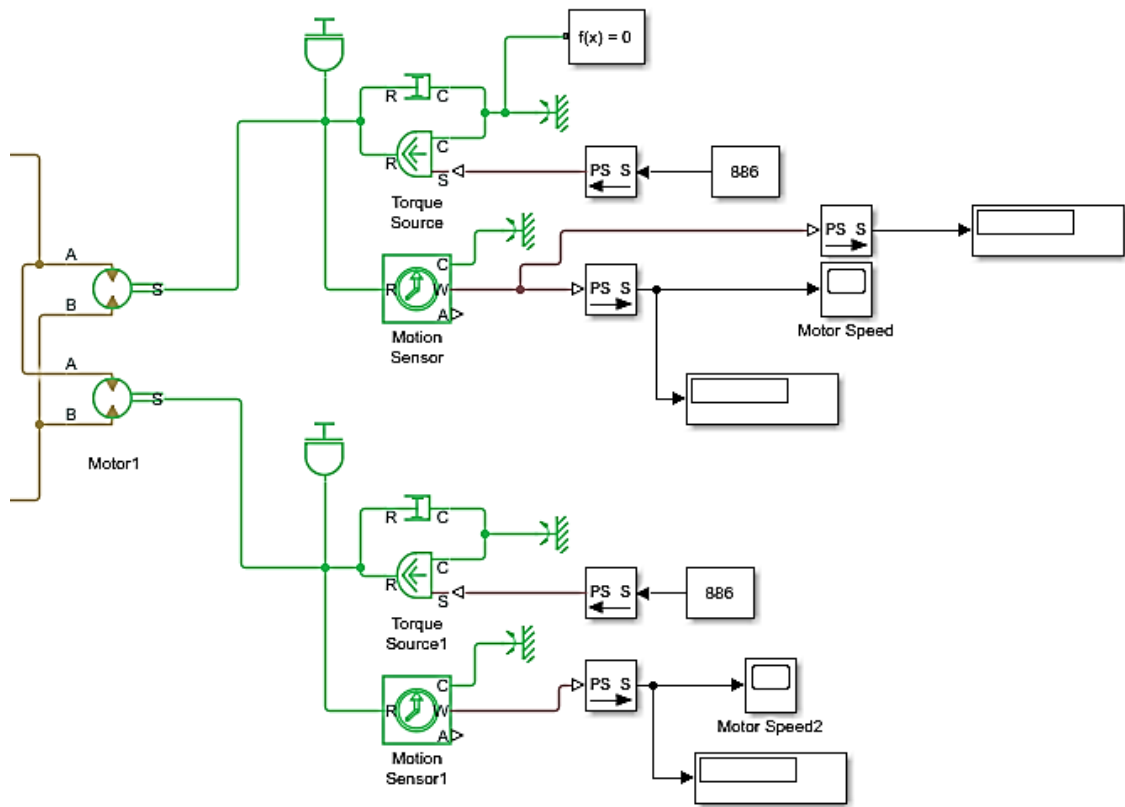 f(x) = 0
R
C
C
R
S
PS S
886
Torque
Source
A
S
B
C
R
W
A
Motion
Sensor
PS S
PS S
Motor Speed
A
S
B
Motor1
R
C
C
R
S
PS S
886
Torque
Source1
C
R
W
A
Motion
Sensor1
PS S
Motor Speed2